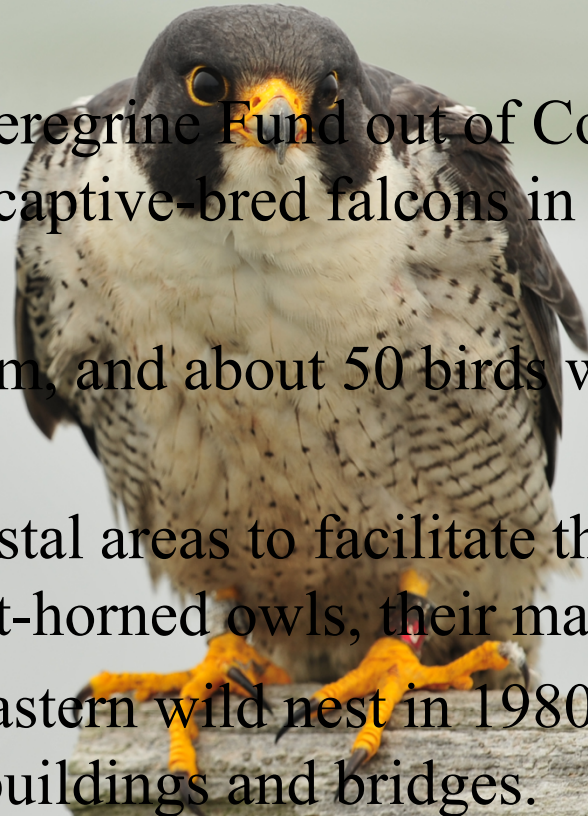 eregrine Fund out of Co
captive-bred falcons in
m, and about 50 birds w
stal areas to facilitate th
t-horned owls, their ma
astern wild nest in 1980
buildings and bridges.